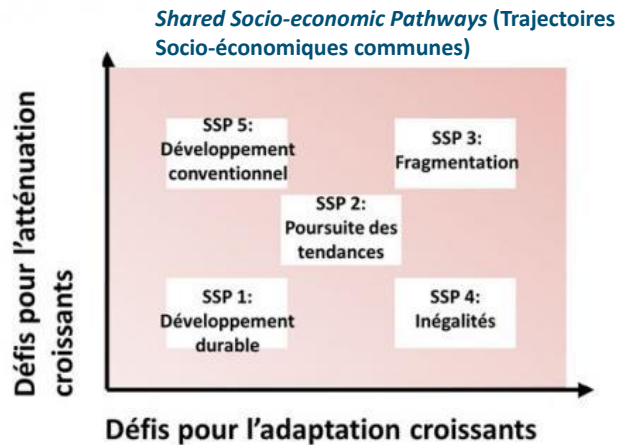 Shared Socio-economic Pathways (Trajectoires
Socio-économiques communes)
Défis pour l'atténuation
croissants
SSP 5:
Développement
conventionnel
SSP 3:
Fragmentation
SSP 2:
Poursuite des
tendances
SSP 1:
Développement
durable
SSP 4:
Inégalités
Défis pour l'adaptation croissants